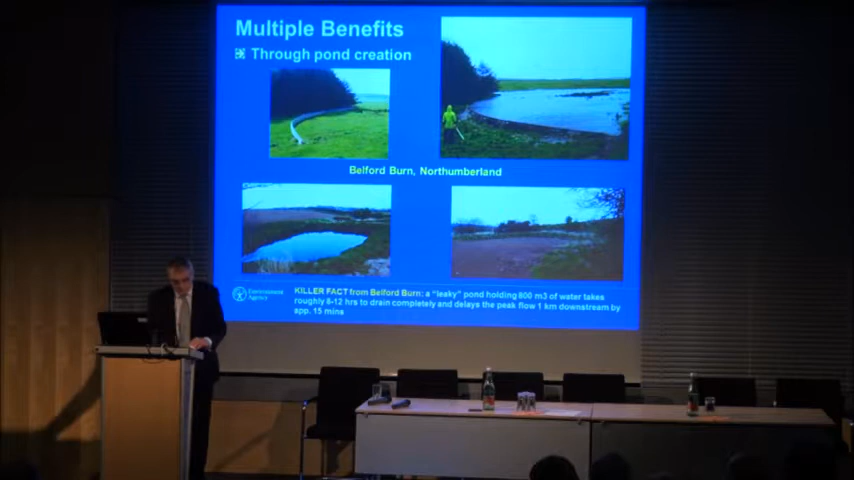 Multiple Benefits
Through pond creation
Belford Burn, Northumberland
Environment
Agency
KILLER FACT from Belford Burn: a "leaky" pond holding 800 m3 of water takes
roughly 8-12 hrs to drain completely and delays the peak flow 1 km downstream by
app. 15 mins